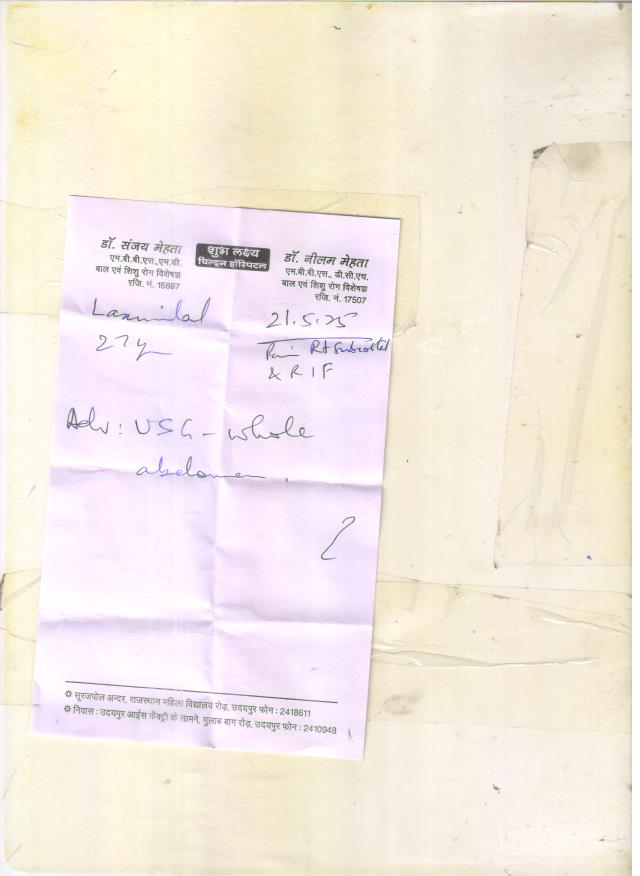 डॉ. संजय मेहता
एम.बी.बी.एस., एम.डी.
बाल एवं शिशु रोग विशेषज्ञ
रजि. नं. 15697
शुभ लक्ष्य
चिल्ड्रन हॉस्पिटल
डॉ. नीलम मेहता
एम.बी.बी.एस., डी.सी.एच.
बाल एवं शिशु रोग विशेषज्ञ
रजि. नं. 17507
Laxmilal
27y
21.5.25
Pain Rt Subcostal
& RIF
Adv: USG - whole
abdomen
✽ सूरजपोल अन्दर, राजस्थान महिला विद्यालय रोड़, उदयपुर फोन : 2418611
✽ निवास : उदयपुर आईस फैक्ट्री के सामने, गुलाब बाग रोड़, उदयपुर फोन : 2410948